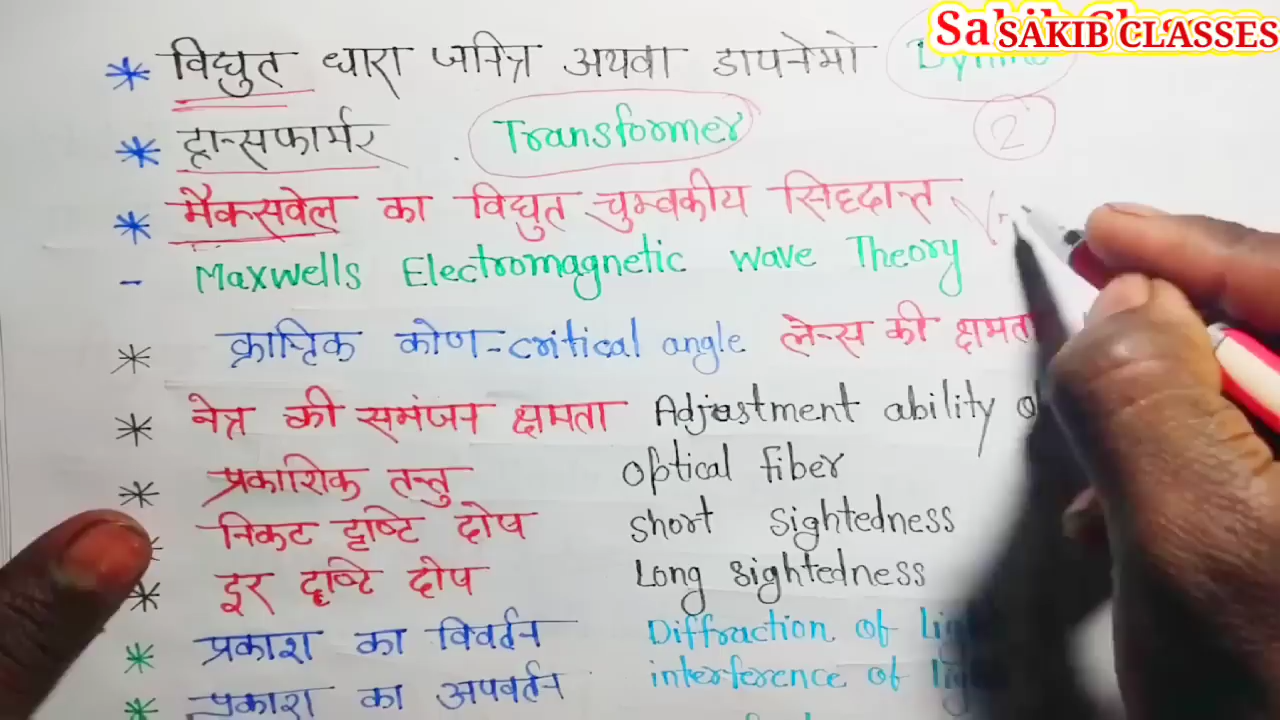 SAKIB CLASSES
* विद्युत धारा जनित्र अथवा डायनेमो
* ट्रान्सफार्मर . Transformer 2
* मैक्सवेल का विद्युत चुम्बकीय सिद्दान्त
- Maxwells Electromagnetic wave Theory
* क्रान्तिक कोण-critical angle लेन्स की क्षमता
* नेत्र की समंजन क्षमता Adjestment ability
* प्रकाशिक तन्तु optical fiber
निकट दृष्टि दोष short sightedness
* दूर दृष्टि दोष Long sightedness
* प्रकाश का विवर्तन Diffraction of
* प्रकाश का अपवर्तन interference of